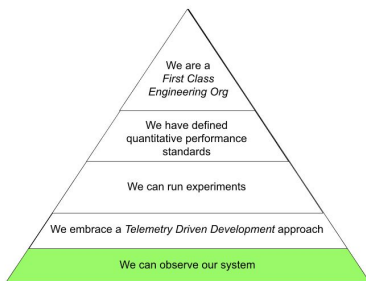 We are a
First Class
Engineering Org
We have defined
quantitative performance
standards
We can run experiments
We embrace a Telemetry Driven Development approach
We can observe our system